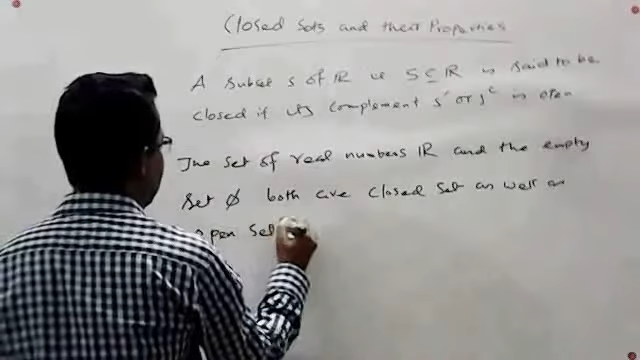 Closed Sets and their Properties
A subset S of ℝ ie S ⊆ ℝ is said to be
closed if its complement S' or Sᶜ is open
The set of real numbers ℝ and the empty
set ∅ both are closed set as well as
open set